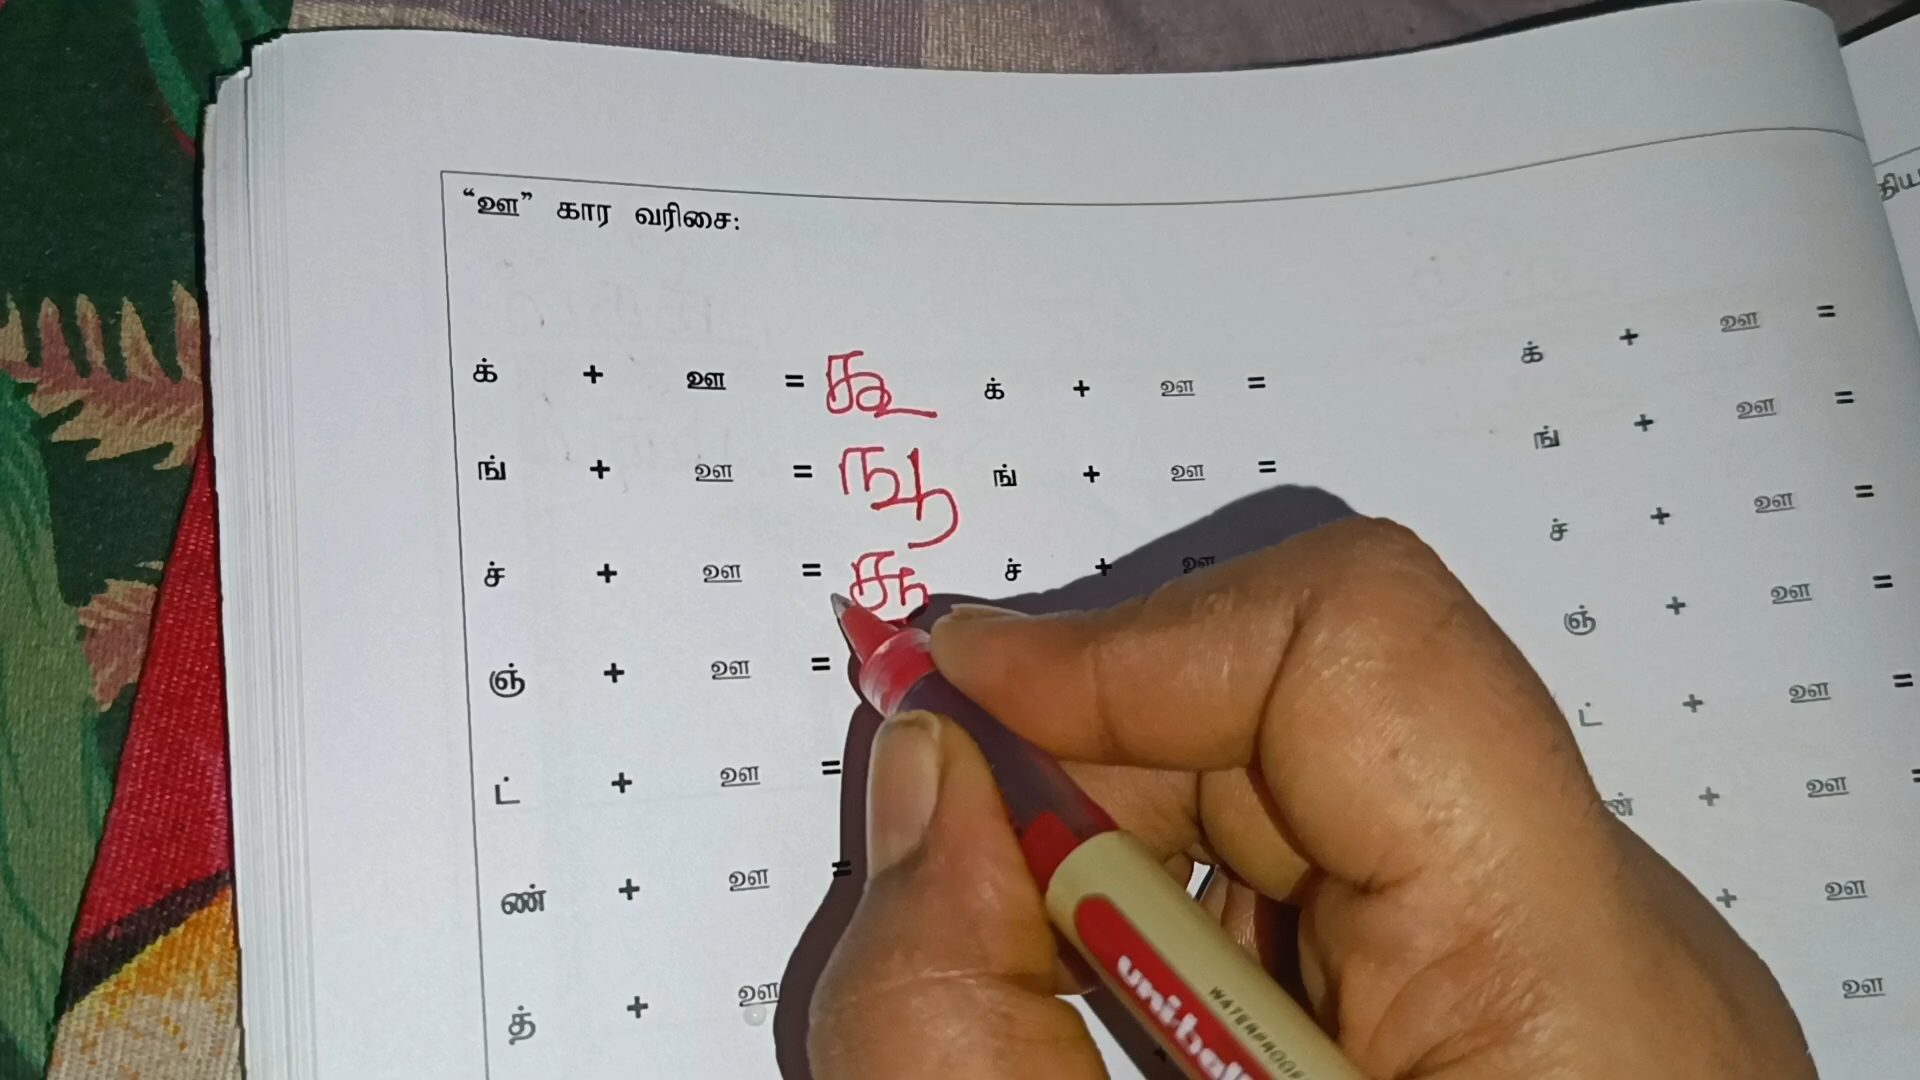 “ஊ” கார வரிசை:
க் + ஊ = கூ க் + ஊ = க் + ஊ =
ங் + ஊ = ஙூ ங் + ஊ = ங் + ஊ =
ச் + ஊ = சூ ச் + ஊ ச் + ஊ =
ஞ் + ஊ = ஞ் + ஊ =
ட் + ஊ = ட் + ஊ =
ண் + ஊ = ண் + ஊ =
த் + ஊ + ஊ
ஊ
uni-ball
WATERPROOF